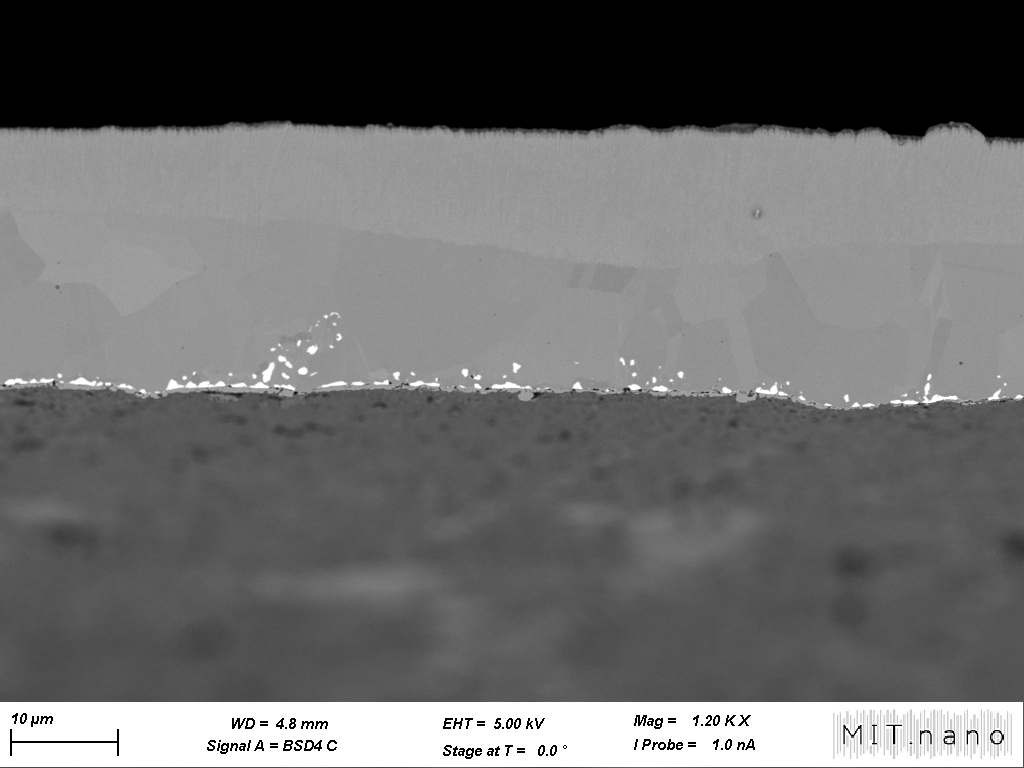 10 µm
WD = 4.8 mm
Signal A = BSD4 C
EHT = 5.00 kV
Stage at T = 0.0 °
Mag = 1.20 K X
I Probe = 1.0 nA
MIT.nano